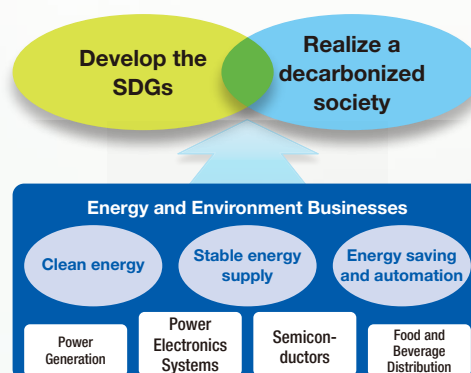 Develop the
SDGs
Realize a
decarbonized
society
Energy and Environment Businesses
Clean energy
Stable energy
supply
Energy saving
and automation
Power
Generation
Power
Electronics
Systems
Semicon-
ductors
Food and
Beverage
Distribution